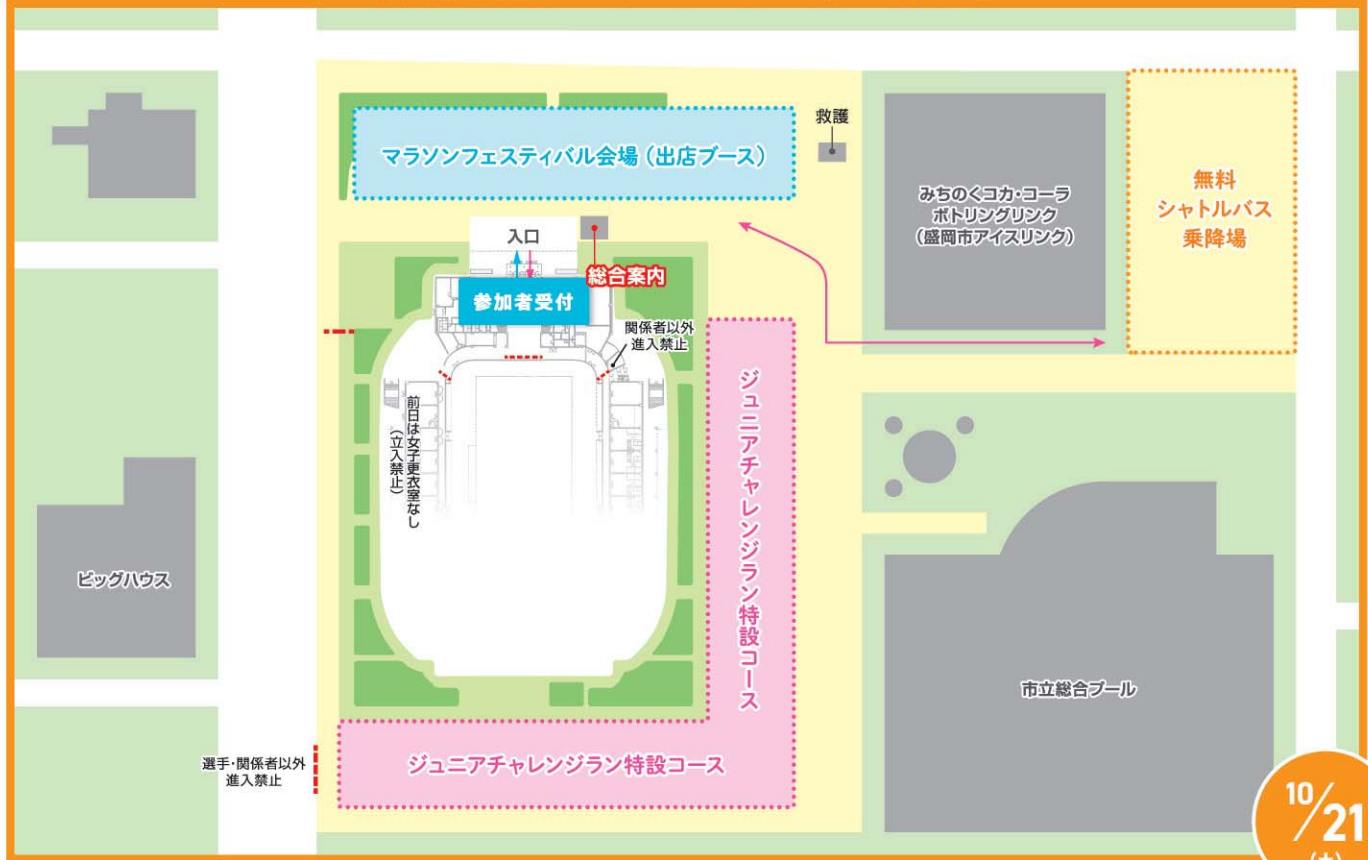 マラソンフェスティバル会場（出店ブース）
救護
みちのくコカ・コーラ
ボトリングリンク
（盛岡市アイスリンク）
無料
シャトルバス
乗降場
入口
総合案内
参加者受付
関係者以外
進入禁止
前日は女子更衣室なし
（立入禁止）
ジュニアチャレンジラン特設コース
ビッグハウス
市立総合プール
選手・関係者以外
進入禁止
ジュニアチャレンジラン特設コース
10/21